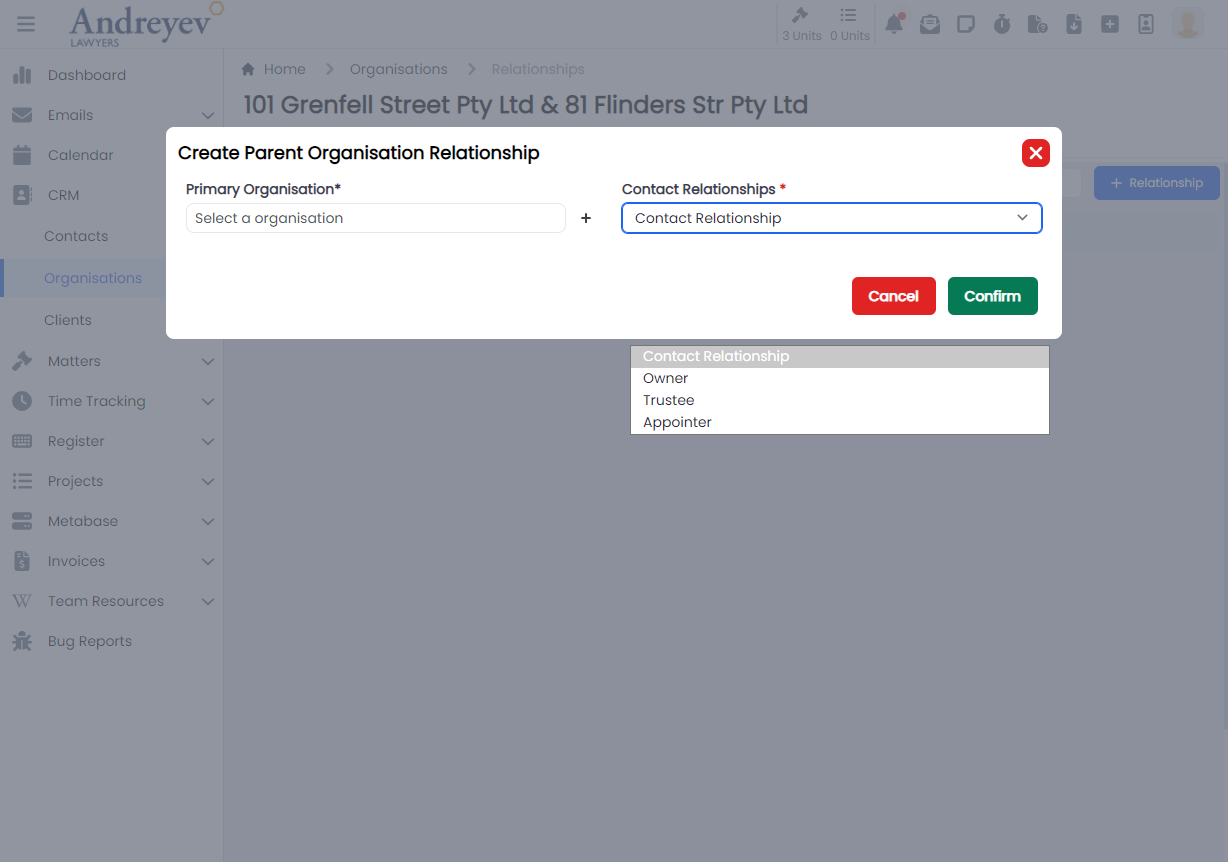 Andreyev
LAWYERS
3 Units 0 Units
Dashboard
Emails
Calendar
CRM
Contacts
Organisations
Clients
Matters
Time Tracking
Register
Projects
Metabase
Invoices
Team Resources
Bug Reports
Home Organisations Relationships
101 Grenfell Street Pty Ltd & 81 Flinders Str Pty Ltd
+ Relationship
Create Parent Organisation Relationship
Primary Organisation* Contact Relationships *
Select a organisation + Contact Relationship
Cancel Confirm
Contact Relationship
Owner
Trustee
Appointer